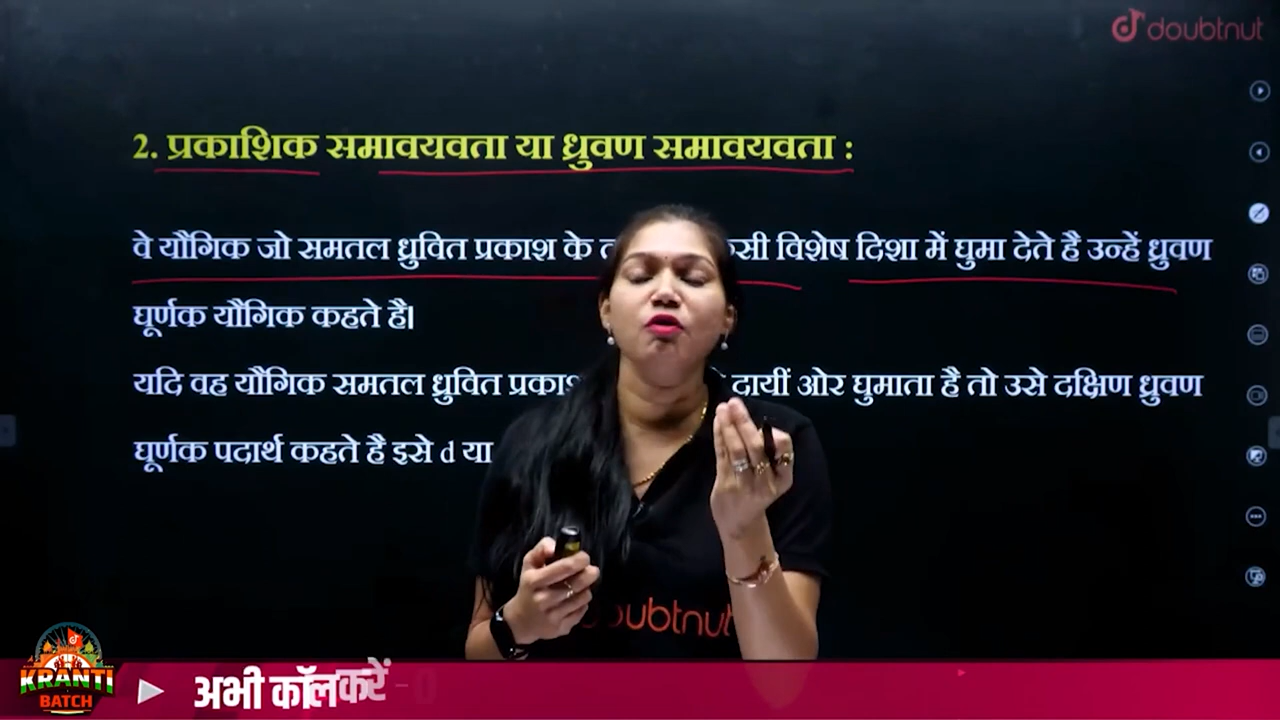 doubtnut
2. प्रकाशिक समावयवता या ध्रुवण समावयवता :
वे यौगिक जो समतल ध्रुवित प्रकाश के विशेष दिशा में घुमा देते है उन्हें ध्रुवण
घूर्णक यौगिक कहते है।
यदि वह यौगिक समतल ध्रुवित दायीं ओर घुमाता है तो उसे दक्षिण ध्रुवण
घूर्णक पदार्थ कहते है इसे d या
doubtnut
KRANTI
BATCH
अभी कॉल करें -